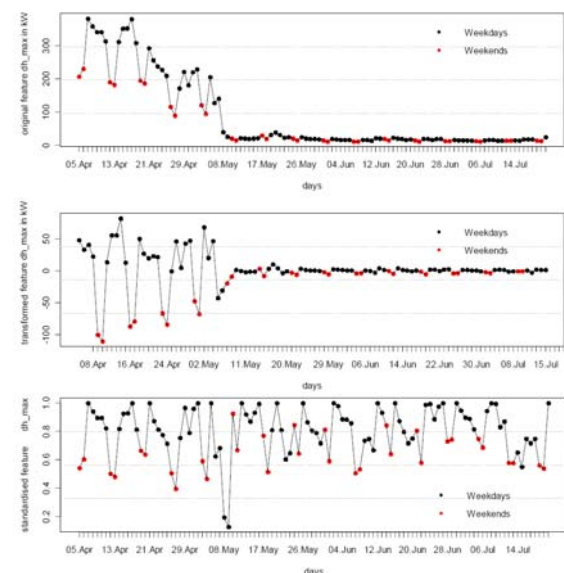 original feature dh_max in kW
300
200
100
0
Weekdays
Weekends
05.Apr 13.Apr 21.Apr 29.Apr 08.May 17.May 26.May 04.Jun 12.Jun 20.Jun 28.Jun 06.Jul 14.Jul
days
transformed feature dh_max in kW
50
0
-50
-100
Weekdays
Weekends
08.Apr 16.Apr 24.Apr 02.May 11.May 20.May 29.May 06.Jun 14.Jun 22.Jun 30.Jun 08.Jul 15.Jul
days
standardised feature dh_max
1.0
0.8
0.6
0.4
0.2
Weekdays
Weekends
05.Apr 13.Apr 21.Apr 29.Apr 08.May 17.May 26.May 04.Jun 12.Jun 20.Jun 28.Jun 06.Jul 14.Jul
days